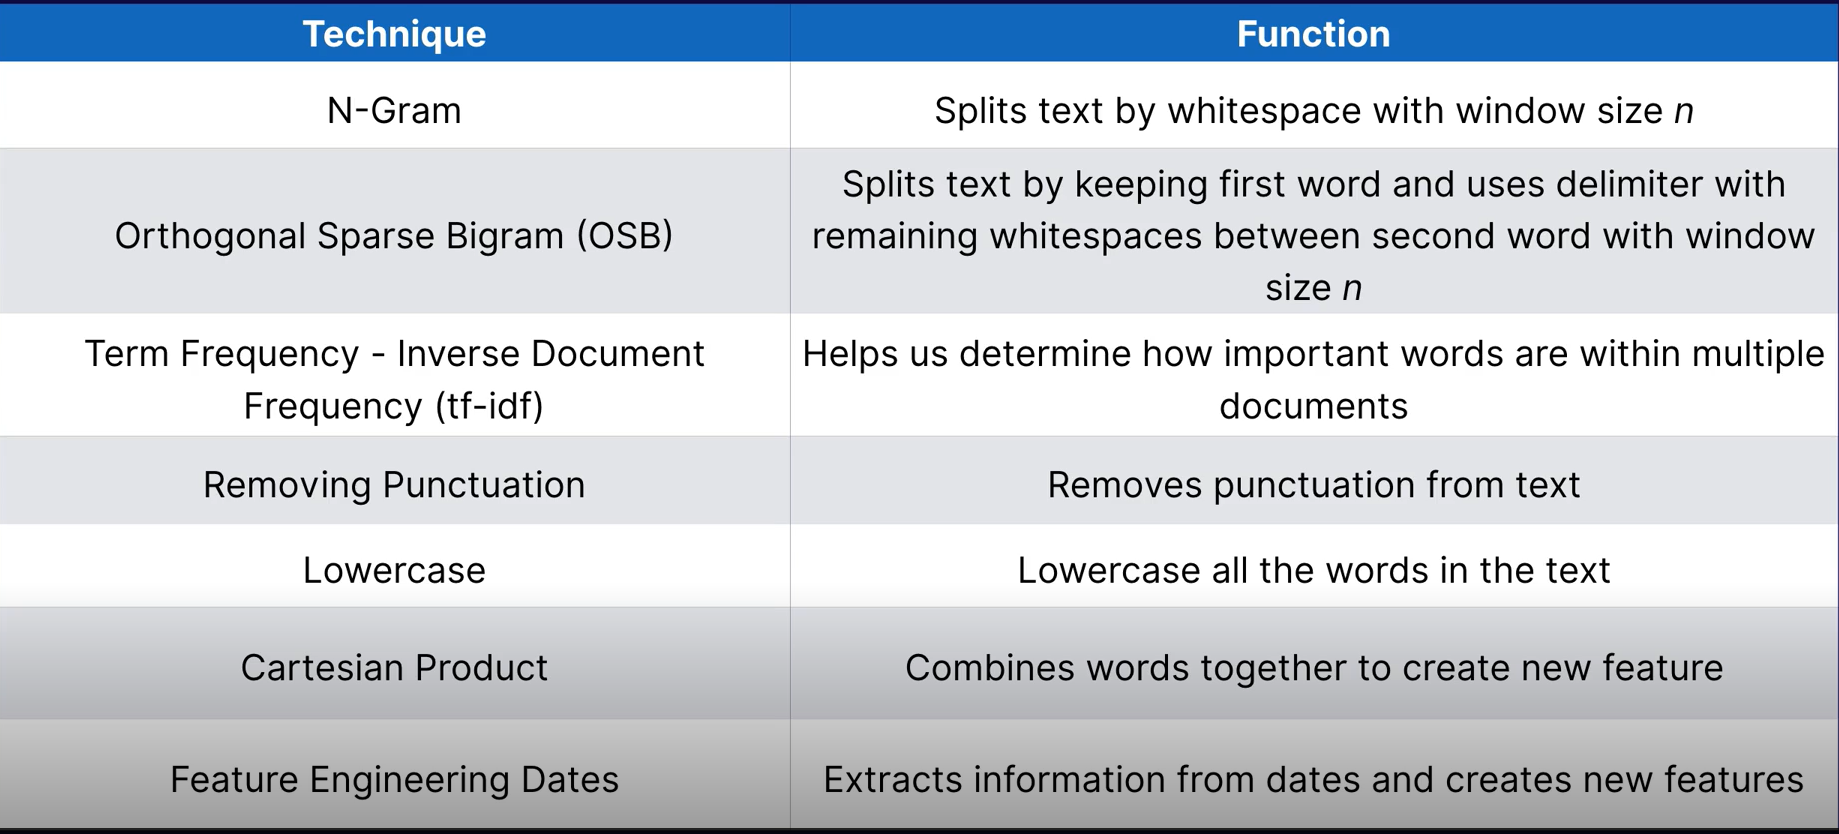 Technique
Function
N-Gram
Splits text by whitespace with window size n
Orthogonal Sparse Bigram (OSB)
Splits text by keeping first word and uses delimiter with
remaining whitespaces between second word with window
size n
Term Frequency - Inverse Document
Frequency (tf-idf)
Helps us determine how important words are within multiple
documents
Removing Punctuation
Removes punctuation from text
Lowercase
Lowercase all the words in the text
Cartesian Product
Combines words together to create new feature
Feature Engineering Dates
Extracts information from dates and creates new features